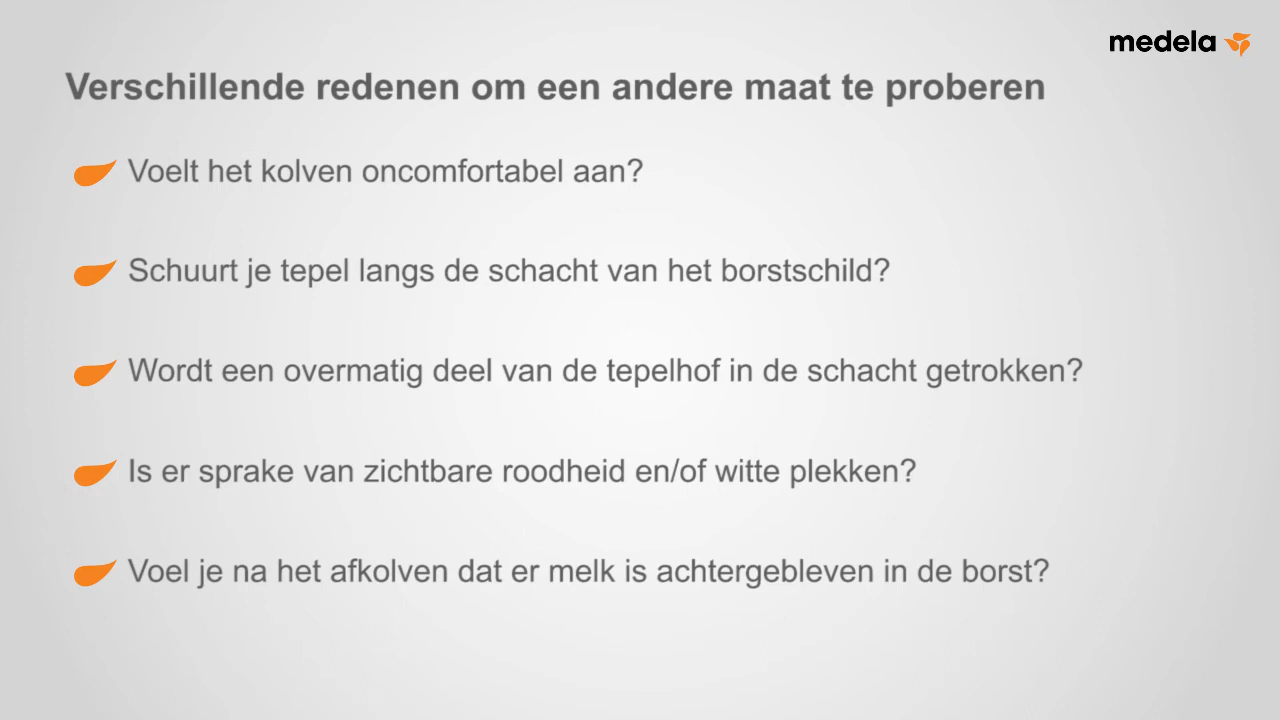 medela
Verschillende redenen om een andere maat te proberen
Voelt het kolven oncomfortabel aan?
Schuurt je tepel langs de schacht van het borstschild?
Wordt een overmatig deel van de tepelhof in de schacht getrokken?
Is er sprake van zichtbare roodheid en/of witte plekken?
Voel je na het afkolven dat er melk is achtergebleven in de borst?